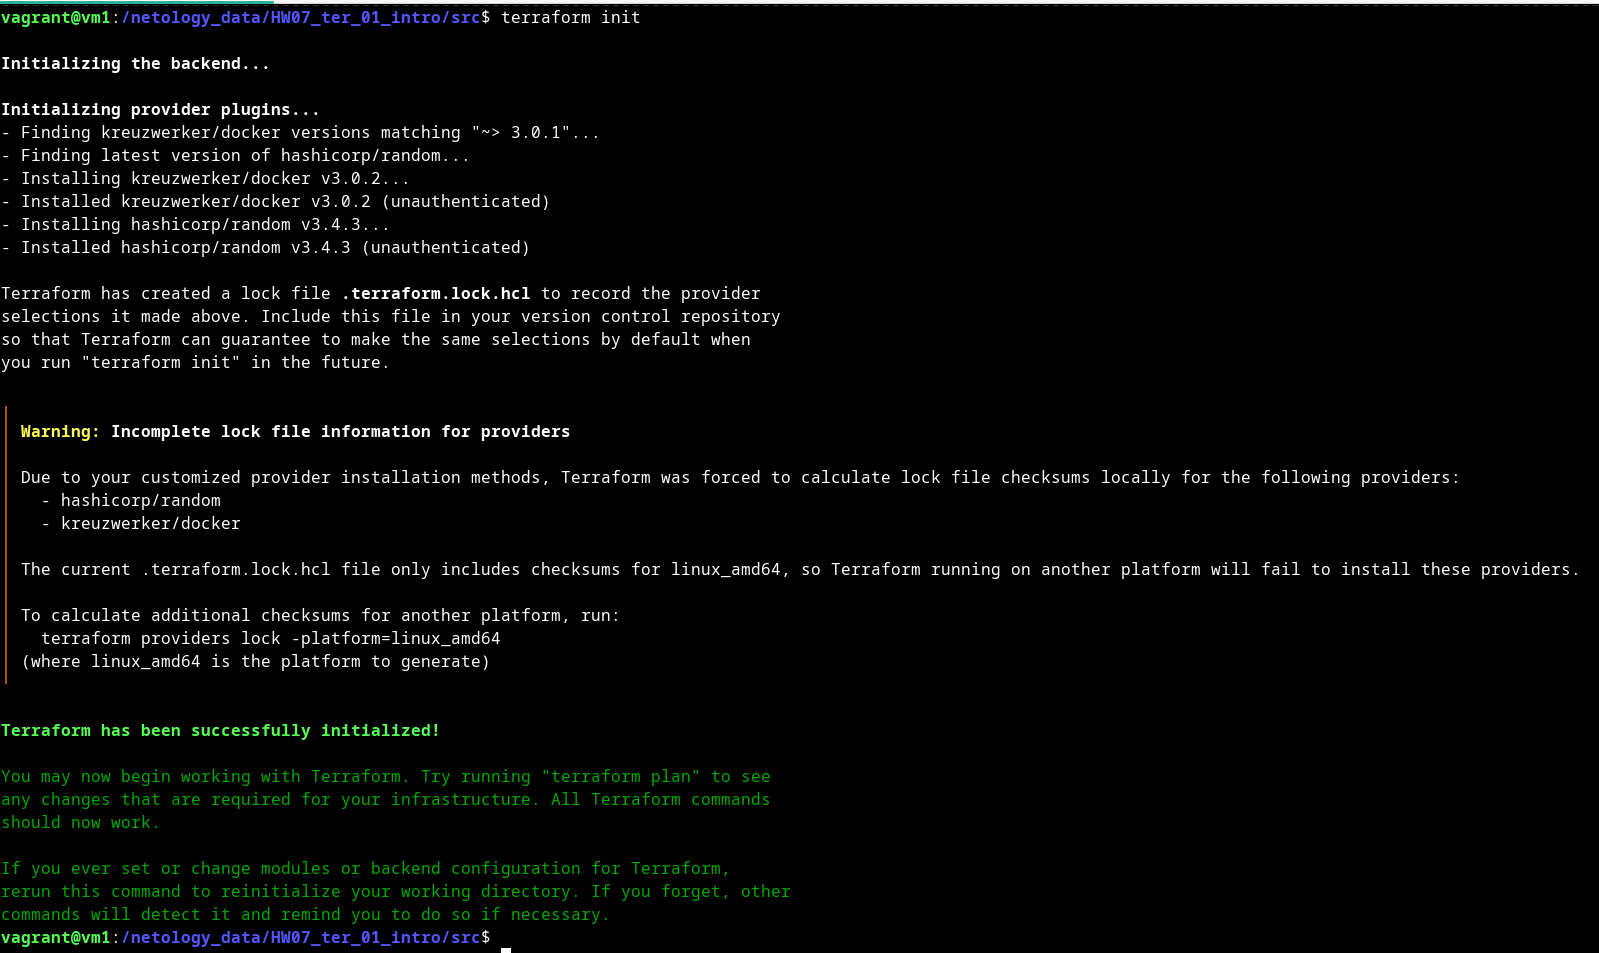 vagrant@vm1:/netology_data/HW07_ter_01_intro/src$ terraform init
Initializing the backend...
Initializing provider plugins...
- Finding kreuzwerker/docker versions matching "~> 3.0.1"...
- Finding latest version of hashicorp/random...
- Installing kreuzwerker/docker v3.0.2...
- Installed kreuzwerker/docker v3.0.2 (unauthenticated)
- Installing hashicorp/random v3.4.3...
- Installed hashicorp/random v3.4.3 (unauthenticated)
Terraform has created a lock file .terraform.lock.hcl to record the provider
selections it made above. Include this file in your version control repository
so that Terraform can guarantee to make the same selections by default when
you run "terraform init" in the future.
Warning: Incomplete lock file information for providers
Due to your customized provider installation methods, Terraform was forced to calculate lock file checksums locally for the following providers:
- hashicorp/random
- kreuzwerker/docker
The current .terraform.lock.hcl file only includes checksums for linux_amd64, so Terraform running on another platform will fail to install these providers.
To calculate additional checksums for another platform, run:
terraform providers lock -platform=linux_amd64
(where linux_amd64 is the platform to generate)
Terraform has been successfully initialized!
You may now begin working with Terraform. Try running "terraform plan" to see
any changes that are required for your infrastructure. All Terraform commands
should now work.
If you ever set or change modules or backend configuration for Terraform,
rerun this command to reinitialize your working directory. If you forget, other
commands will detect it and remind you to do so if necessary.
vagrant@vm1:/netology_data/HW07_ter_01_intro/src$